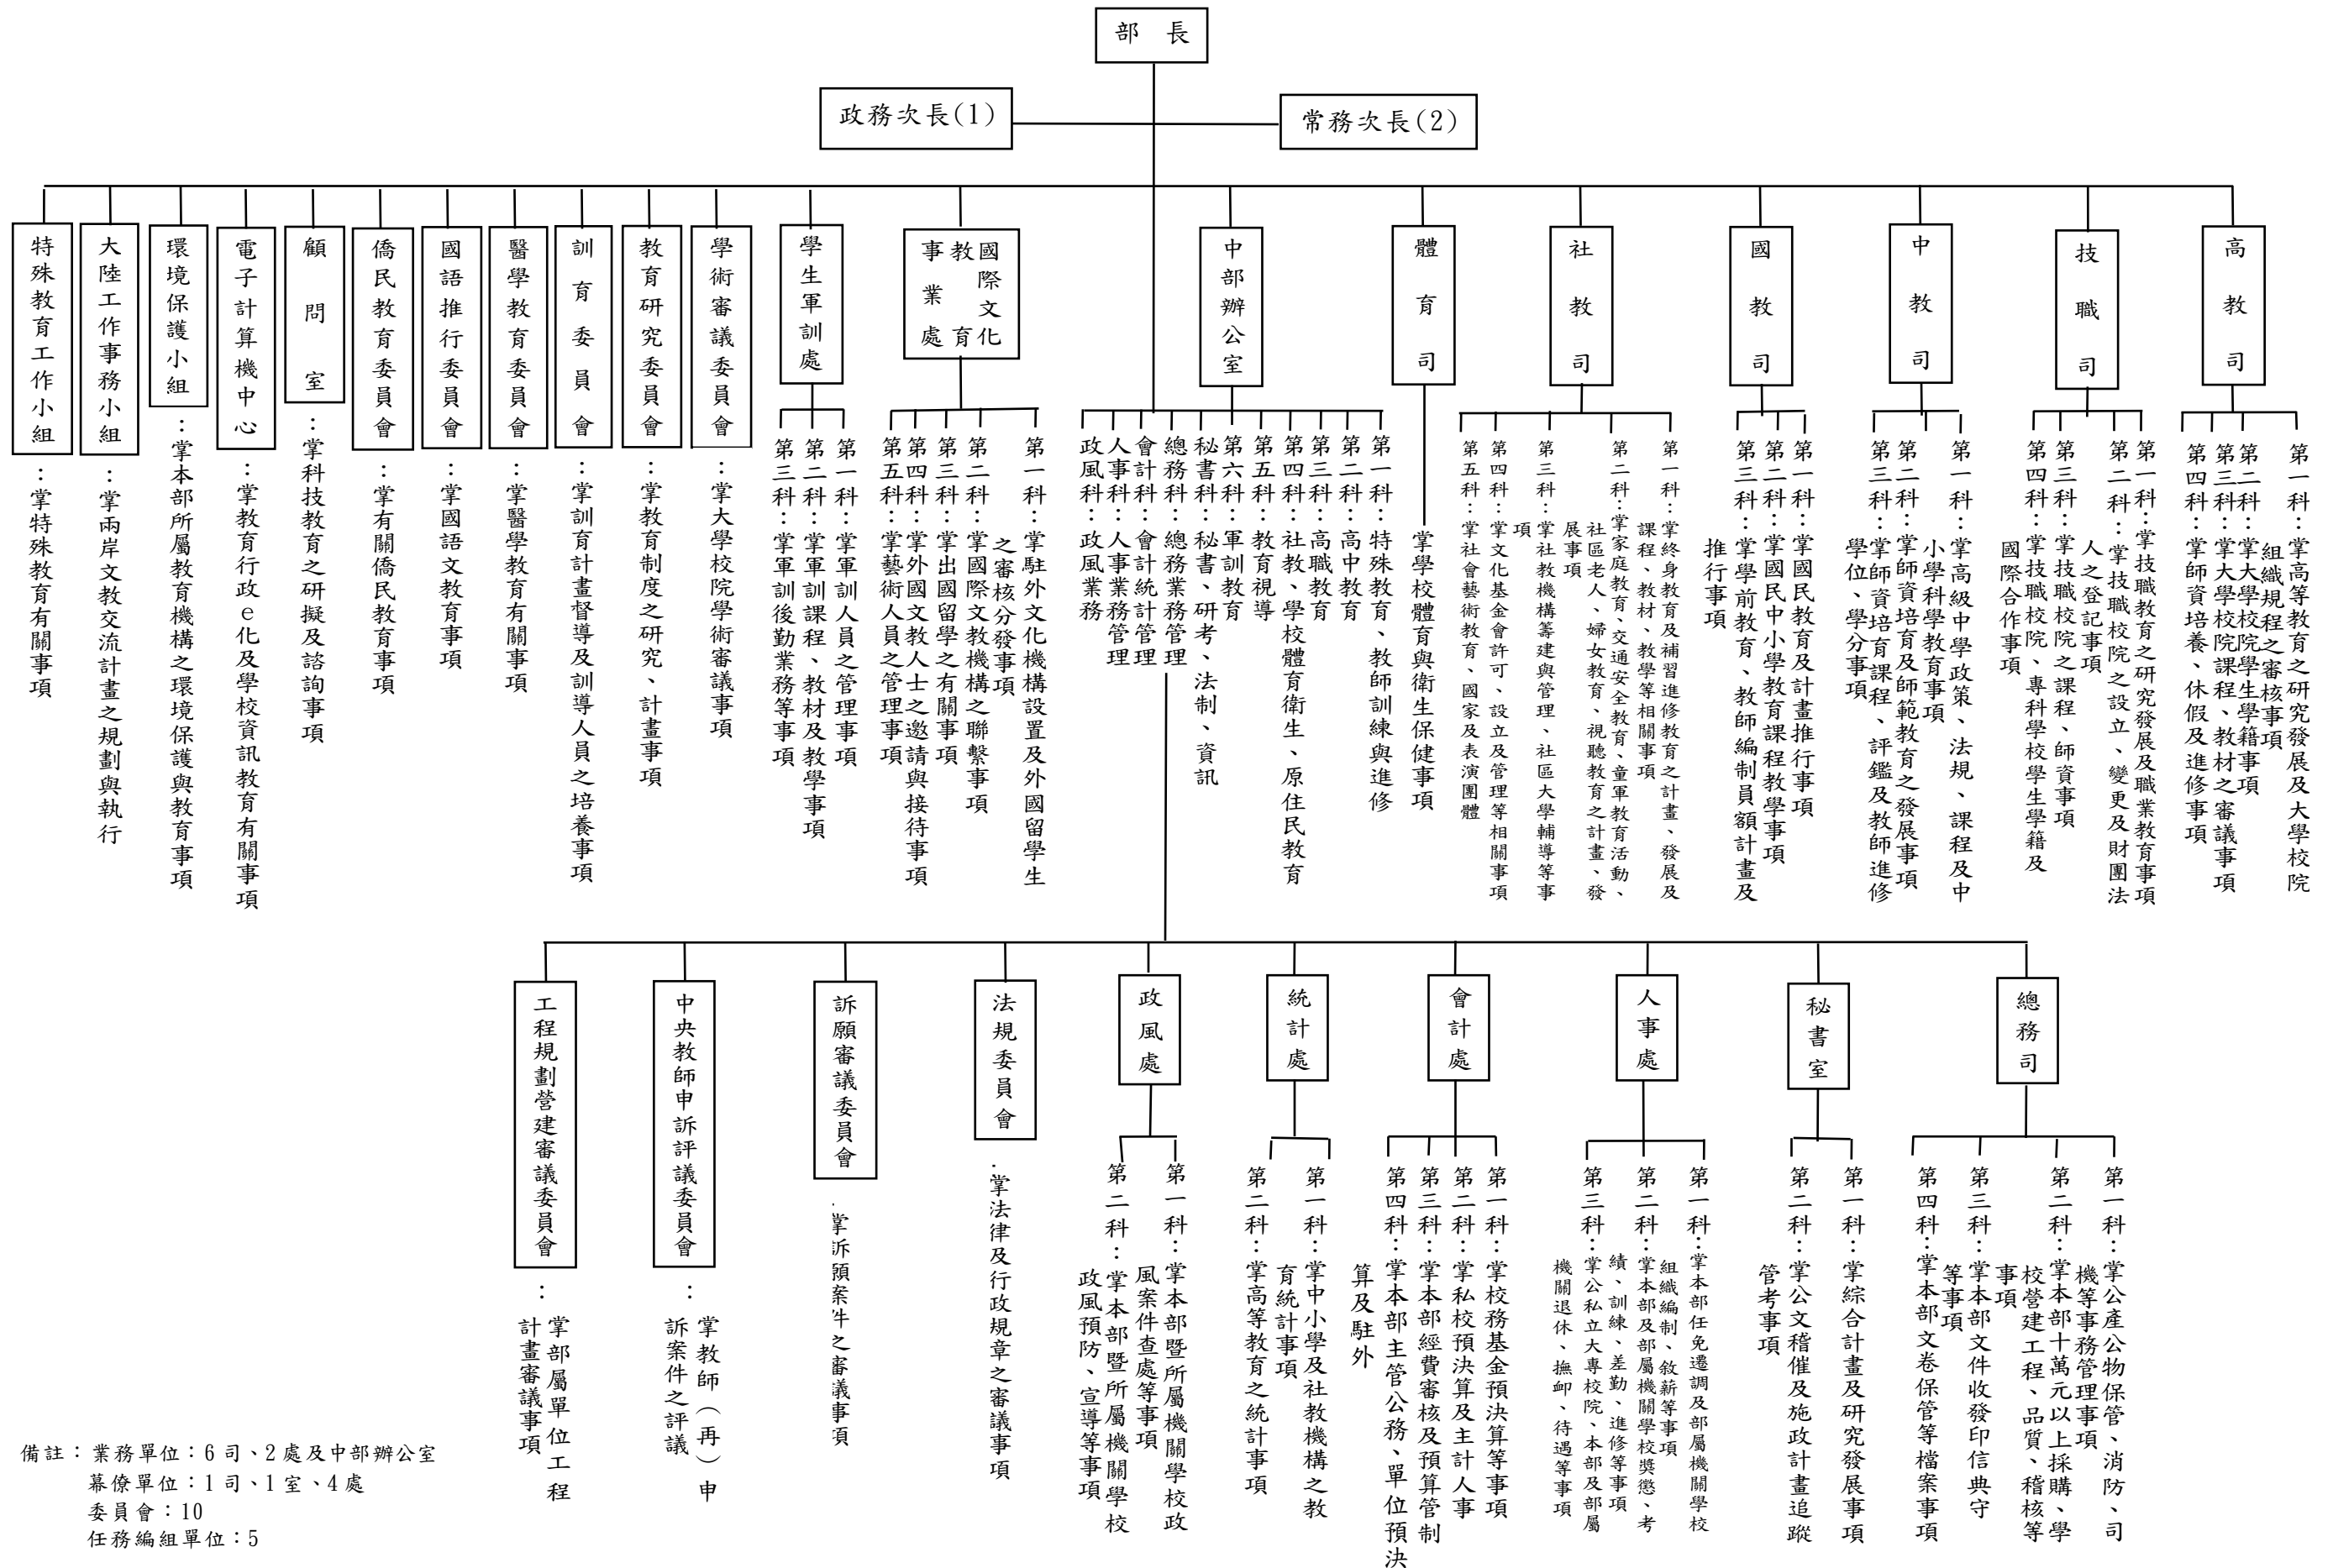 部 長
政務次長(1)
常務次長(2)
高教司
第一科：掌高等教育之研究發展及大學校院
組織規程之審核事項
第二科：掌大學校院學生學籍事項
第三科：掌大學校院課程、教材之審議事項
第四科：掌師資培養、休假及進修事項
技職司
第一科：掌技職教育之研究發展及職業教育事項
第二科：掌技職校院之設立、變更及財團法
人之登記事項
第三科：掌技職校院之課程、師資事項
第四科：掌技職校院、專科學校學生學籍及
國際合作事項
中教司
第一科：掌高級中學政策、法規、課程及中
小學科學教育事項
第二科：掌師資培育及師範教育之發展事項
第三科：掌師資培育課程、評鑑及教師進修
學位、學分事項
國教司
第一科：掌國民教育及計畫推行事項
第二科：掌國民中小學教育課程教學事項
第三科：掌學前教育、教師編制員額計畫及
推行事項
社教司
第一科：掌終身教育及補習進修教育之計畫、發展及
課程、教材、教學等相關事項
第二科：掌家庭教育、交通安全教育、童軍教育活動、
社區老人、婦女教育、視聽教育之計畫、發
展事項
第三科：掌社教機構籌建與管理、社區大學輔導等事
項
第四科：掌文化基金會許可、設立及管理等相關事項
第五科：掌社會藝術教育、國家及表演團體
體育司
掌學校體育與衛生保健事項
中部辦公室
第一科：特殊教育、教師訓練與進修
第二科：高中教育
第三科：高職教育
第四科：社教、學校體育衛生、原住民教育
第五科：教育視導
第六科：軍訓教育
秘書科：秘書、研考、法制、資訊
總務科：總務業務管理
會計科：會計統計管理
人事科：人事業務管理
政風科：政風業務
國際文化
教育
事業處
第一科：掌駐外文化機構設置及外國留學生
之審核分發事項
第二科：掌國際文教機構之聯繫事項
第三科：掌出國留學之有關事項
第四科：掌外國文教人士之邀請與接待事項
第五科：掌藝術人員之管理事項
學生軍訓處
第一科：掌軍訓人員之管理事項
第二科：掌軍訓課程、教材及教學事項
第三科：掌軍訓後勤業務等事項
學術審議委員會
：掌大學校院學術審議事項
教育研究委員會
：掌教育制度之研究、計畫事項
訓育委員會
：掌訓育計畫督導及訓導人員之培養事項
醫學教育委員會
：掌醫學教育有關事項
國語推行委員會
：掌國語文教育事項
僑民教育委員會
：掌有關僑民教育事項
顧問室
：掌科技教育之研擬及諮詢事項
電子計算機中心
：掌教育行政e化及學校資訊教育有關事項
環境保護小組
：掌本部所屬教育機構之環境保護與教育事項
大陸工作事務小組
：掌兩岸文教交流計畫之規劃與執行
特殊教育工作小組
：掌特殊教育有關事項
總務司
第一科：掌公產公物保管、消防、司
機等事務管理事項
第二科：掌本部十萬元以上採購、學
校營建工程、品質、稽核等
事項
第三科：掌本部文件收發印信典守
等事項
第四科：掌本部文卷保管等檔案事項
秘書室
第一科：掌綜合計畫及研究發展事項
第二科：掌公文稽催及施政計畫追蹤
管考事項
人事處
第一科：掌本部任免遷調及部屬機關學校
組織編制、敘薪等事項
第二科：掌本部及部屬機關學校獎懲、考
績、訓練、差勤、進修等事項
第三科：掌公私立大專校院、本部及部屬
機關退休、撫卹、待遇等事項
會計處
第一科：掌校務基金預決算等事項
第二科：掌私校預決算及主計人事
第三科：掌本部經費審核及預算管制
第四科：掌本部主管公務、單位預決
算及駐外
統計處
第一科：掌中小學及社教機構之教
育統計事項
第二科：掌高等教育之統計事項
政風處
第一科：掌本部暨所屬機關學校政
風案件查處等事項
第二科：掌本部暨所屬機關學校
政風預防、宣導等事項
法規委員會
掌法律及行政規章之審議事項
訴願審議委員會
掌訴願案件之審議事項
中央教師申訴評議委員會
：掌教師（再）申
訴案件之評議
工程規劃營建審議委員會
：掌部屬單位工程
計畫審議事項
備註：業務單位：6 司、2 處及中部辦公室
幕僚單位：1 司、1 室、4 處
委員會：10
任務編組單位：5